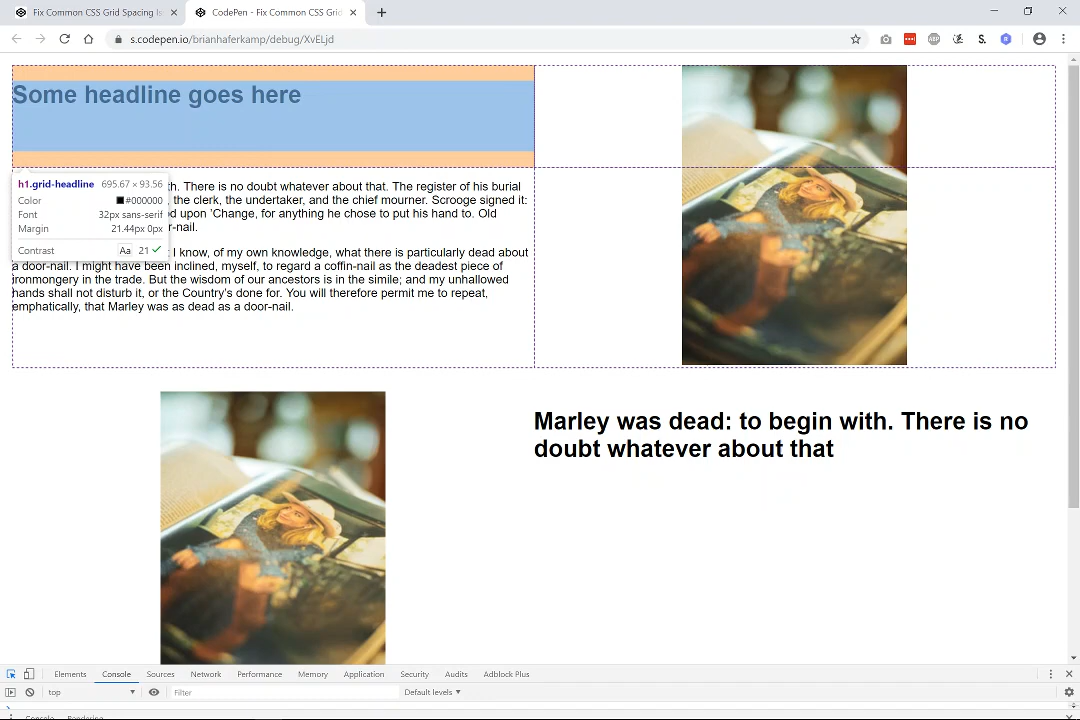 Fix Common CSS Grid Spacing Is
CodePen - Fix Common CSS Grid
s.codepen.io/brianhaferkamp/debug/XvELjd
ABP
S.
Some headline goes here
h1.grid-headline 695.67 × 93.56
Color #000000
Font 32px sans-serif
Margin 21.44px 0px
Contrast Aa 21
th. There is no doubt whatever about that. The register of his burial
, the clerk, the undertaker, and the chief mourner. Scrooge signed it:
d upon 'Change, for anything he chose to put his hand to. Old
r-nail.
I know, of my own knowledge, what there is particularly dead about
a door-nail. I might have been inclined, myself, to regard a coffin-nail as the deadest piece of
ironmongery in the trade. But the wisdom of our ancestors is in the simile; and my unhallowed
hands shall not disturb it, or the Country's done for. You will therefore permit me to repeat,
emphatically, that Marley was as dead as a door-nail.
Marley was dead: to begin with. There is no
doubt whatever about that
Elements Console Sources Network Performance Memory Application Security Audits Adblock Plus
top Filter Default levels
Console Rendering